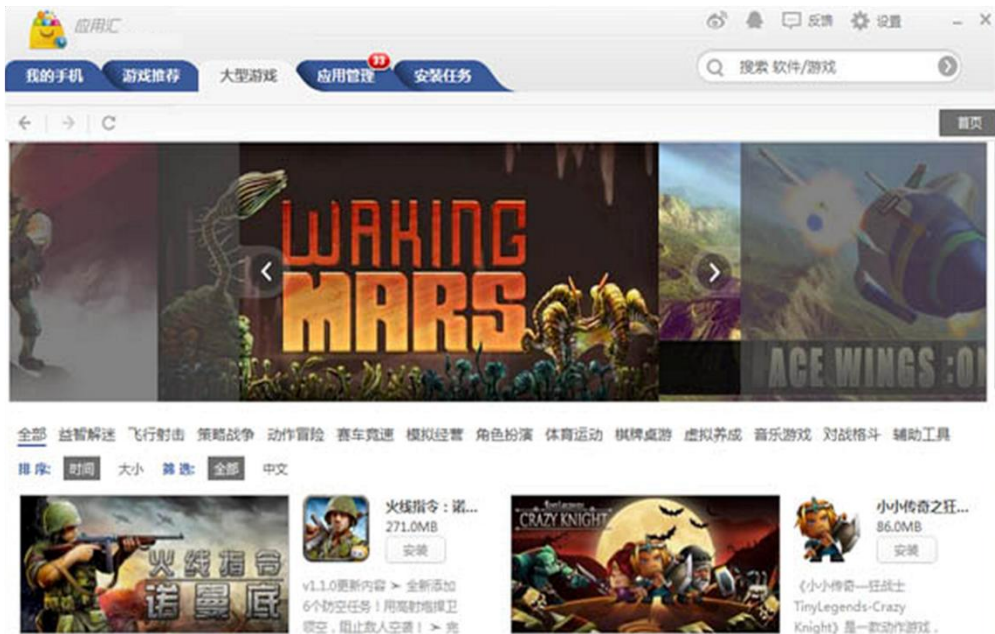 应用汇
反馈
设置
我的手机
游戏推荐
大型游戏
应用管理
33
安装任务
搜索 软件/游戏
首页
WAKING
MARS
ACE WINGS :ON
全部 益智解迷 飞行射击 策略战争 动作冒险 赛车竞速 模拟经营 角色扮演 体育运动 棋牌桌游 虚拟养成 音乐游戏 对战格斗 辅助工具
排序: 时间 大小 筛选: 全部 中文
火线指令
诺曼底
火线指令：诺...
271.0MB
安装
v1.1.0更新内容 ➢ 全新添加
6个防空任务！用高射炮捍卫
领空，阻止敌人空袭！ ➢ 完
TinyLegends
CRAZY KNIGHT
小小传奇之狂...
86.0MB
安装
《小小传奇—狂战士
TinyLegends-Crazy
Knight》是一款动作游戏，